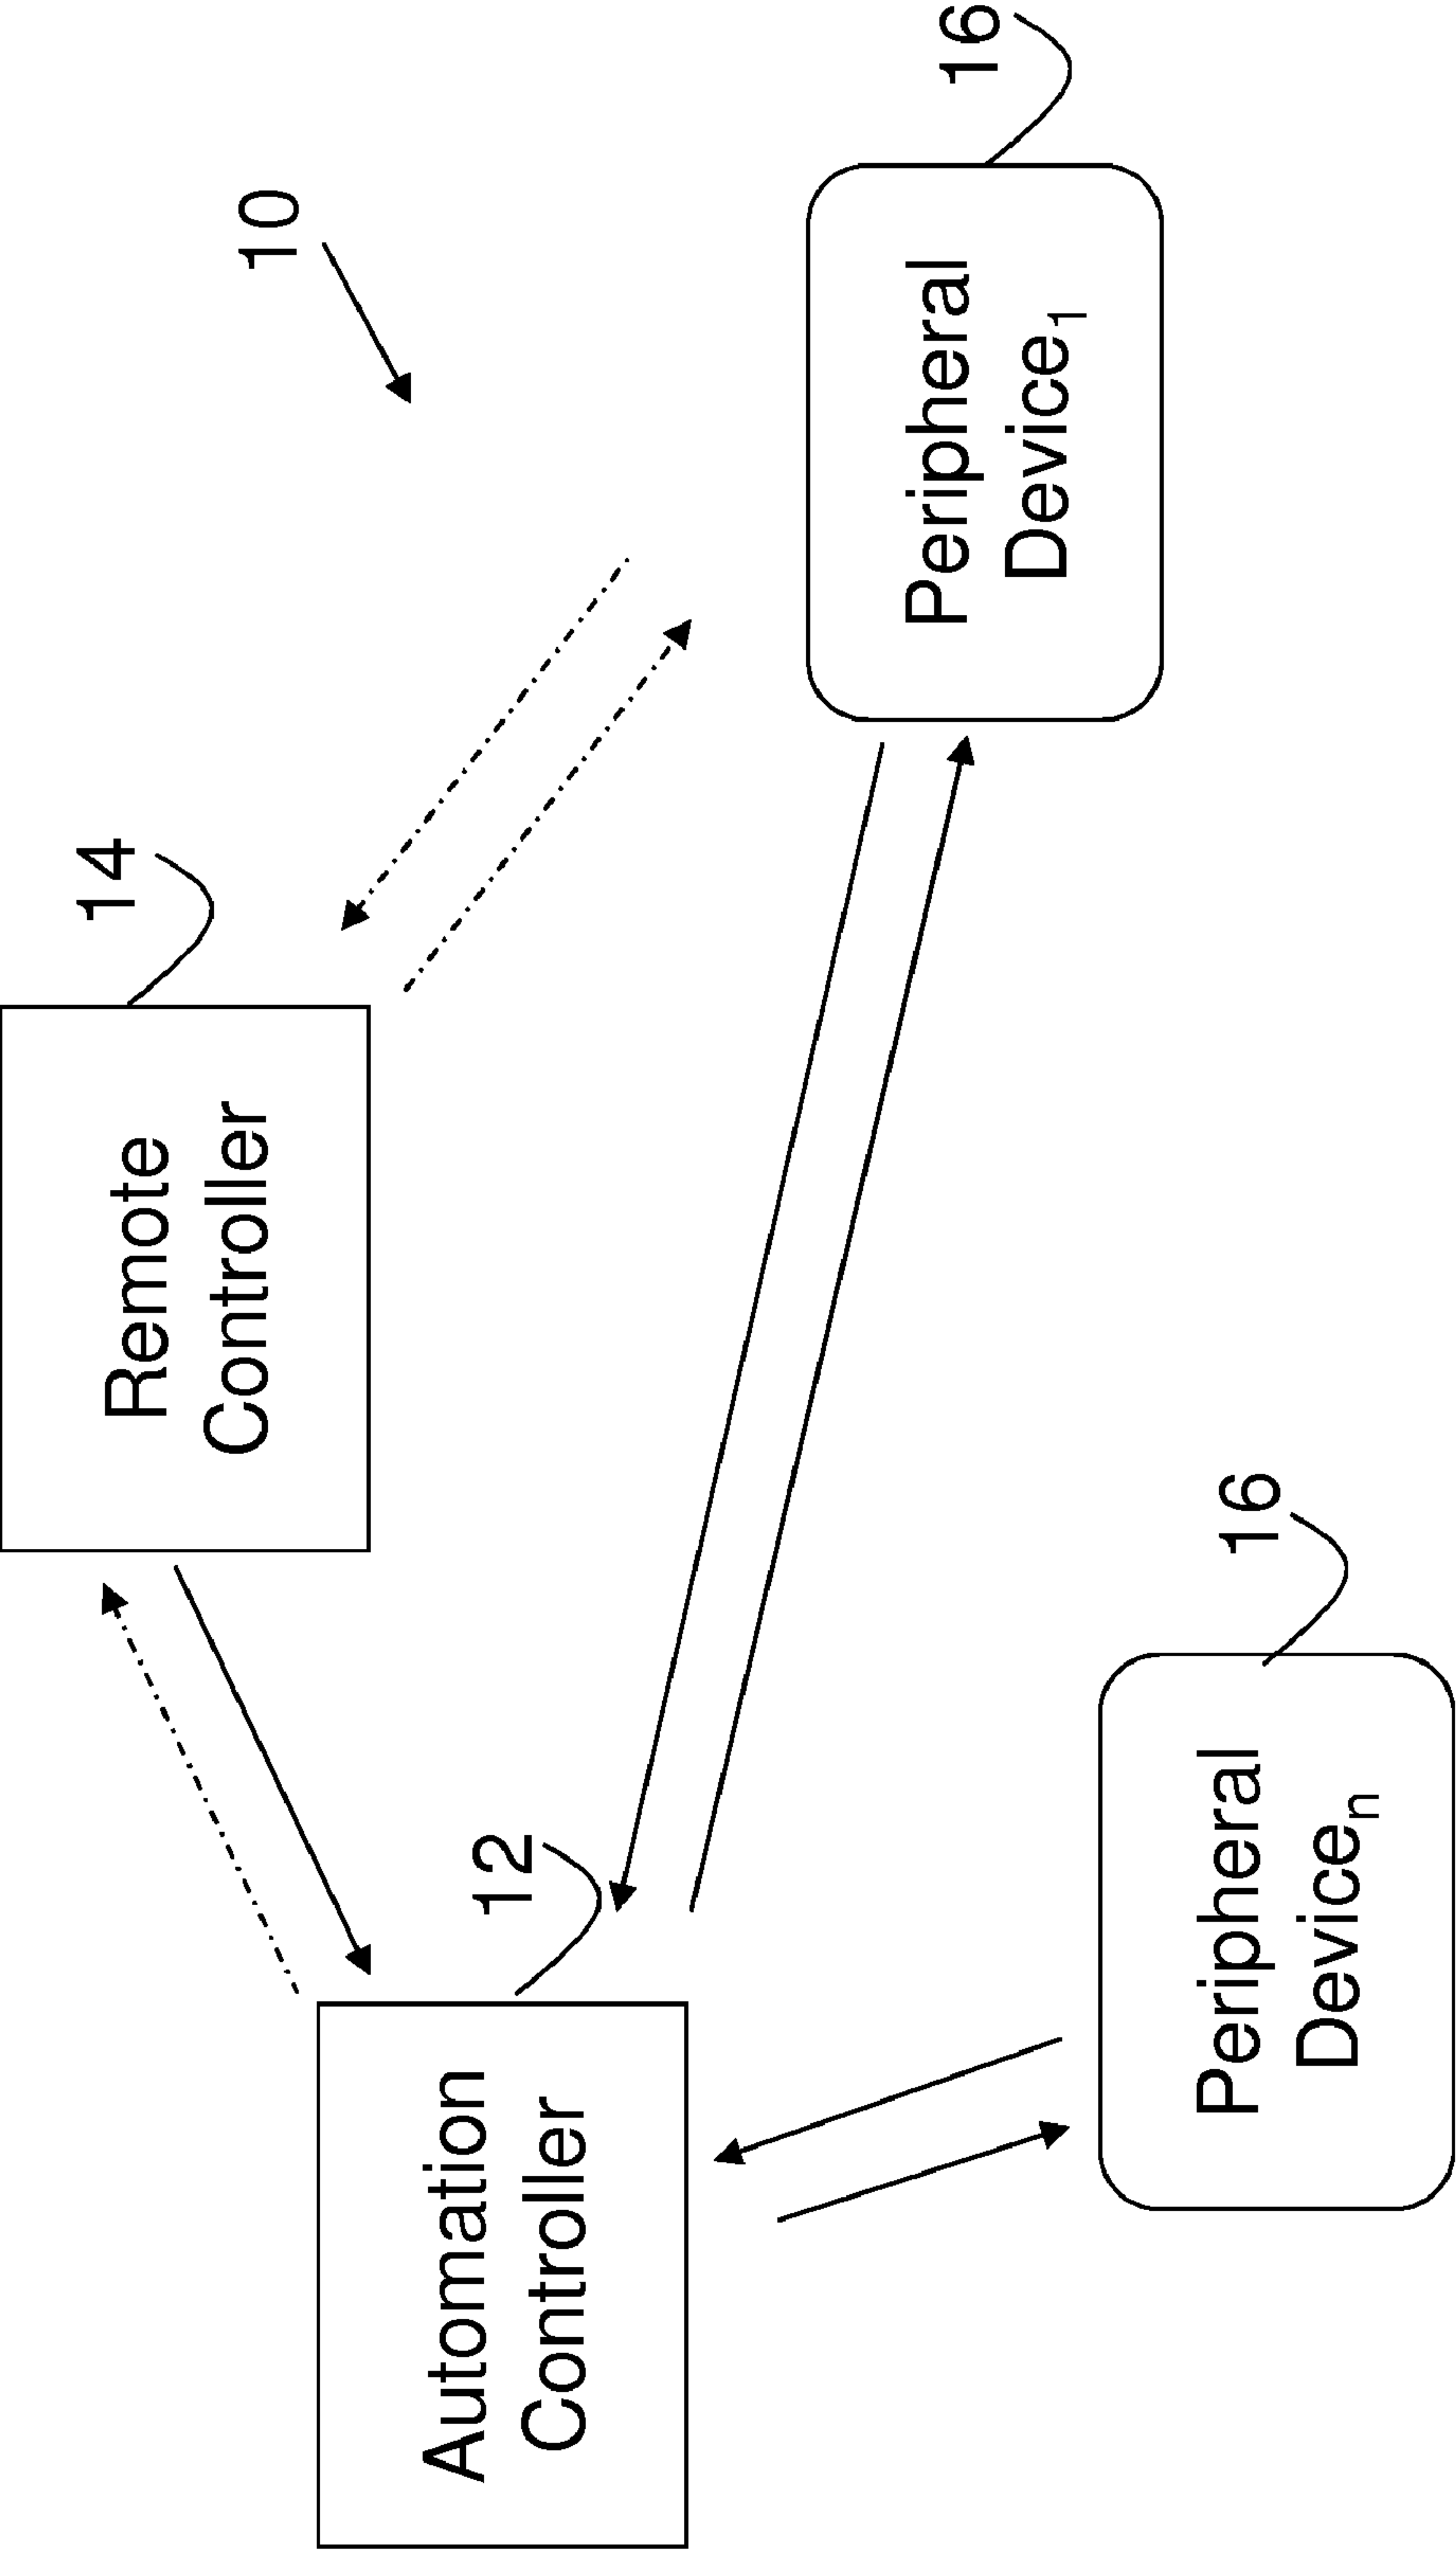 14
Remote
Controller
10
12
Automation
Controller
16
Peripheral
Device₁
16
Peripheral
Deviceₙ